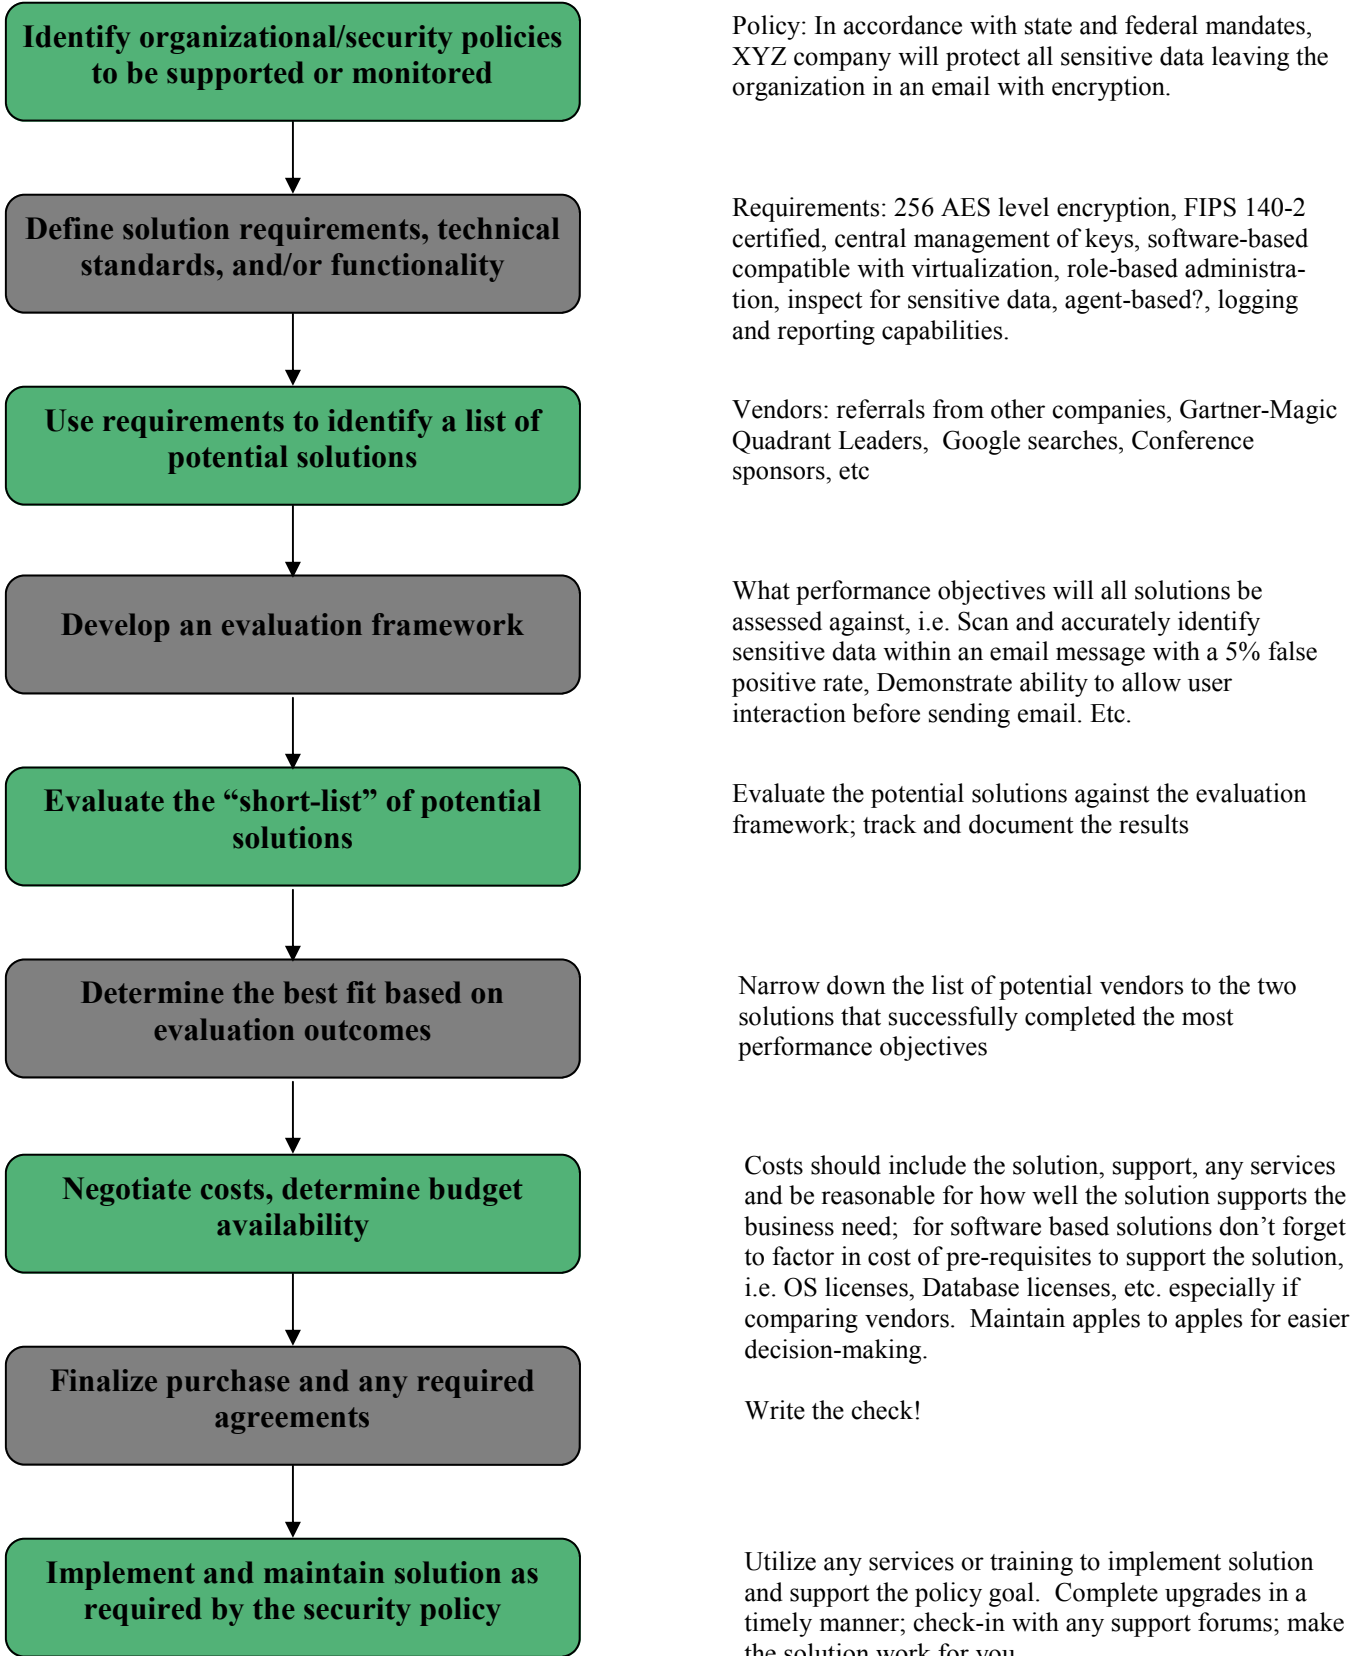 Identify organizational/security policies
to be supported or monitored
Policy: In accordance with state and federal mandates,
XYZ company will protect all sensitive data leaving the
organization in an email with encryption.
Define solution requirements, technical
standards, and/or functionality
Requirements: 256 AES level encryption, FIPS 140-2
certified, central management of keys, software-based
compatible with virtualization, role-based administra-
tion, inspect for sensitive data, agent-based?, logging
and reporting capabilities.
Use requirements to identify a list of
potential solutions
Vendors: referrals from other companies, Gartner-Magic
Quadrant Leaders,  Google searches, Conference
sponsors, etc
Develop an evaluation framework
What performance objectives will all solutions be
assessed against, i.e. Scan and accurately identify
sensitive data within an email message with a 5% false
positive rate, Demonstrate ability to allow user
interaction before sending email. Etc.
Evaluate the “short-list” of potential
solutions
Evaluate the potential solutions against the evaluation
framework; track and document the results
Determine the best fit based on
evaluation outcomes
Narrow down the list of potential vendors to the two
solutions that successfully completed the most
performance objectives
Negotiate costs, determine budget
availability
Costs should include the solution, support, any services
and be reasonable for how well the solution supports the
business need;  for software based solutions don’t forget
to factor in cost of pre-requisites to support the solution,
i.e. OS licenses, Database licenses, etc. especially if
comparing vendors.  Maintain apples to apples for easier
decision-making.
Finalize purchase and any required
agreements
Write the check!
Implement and maintain solution as
required by the security policy
Utilize any services or training to implement solution
and support the policy goal.  Complete upgrades in a
timely manner; check-in with any support forums; make
the solution work for you